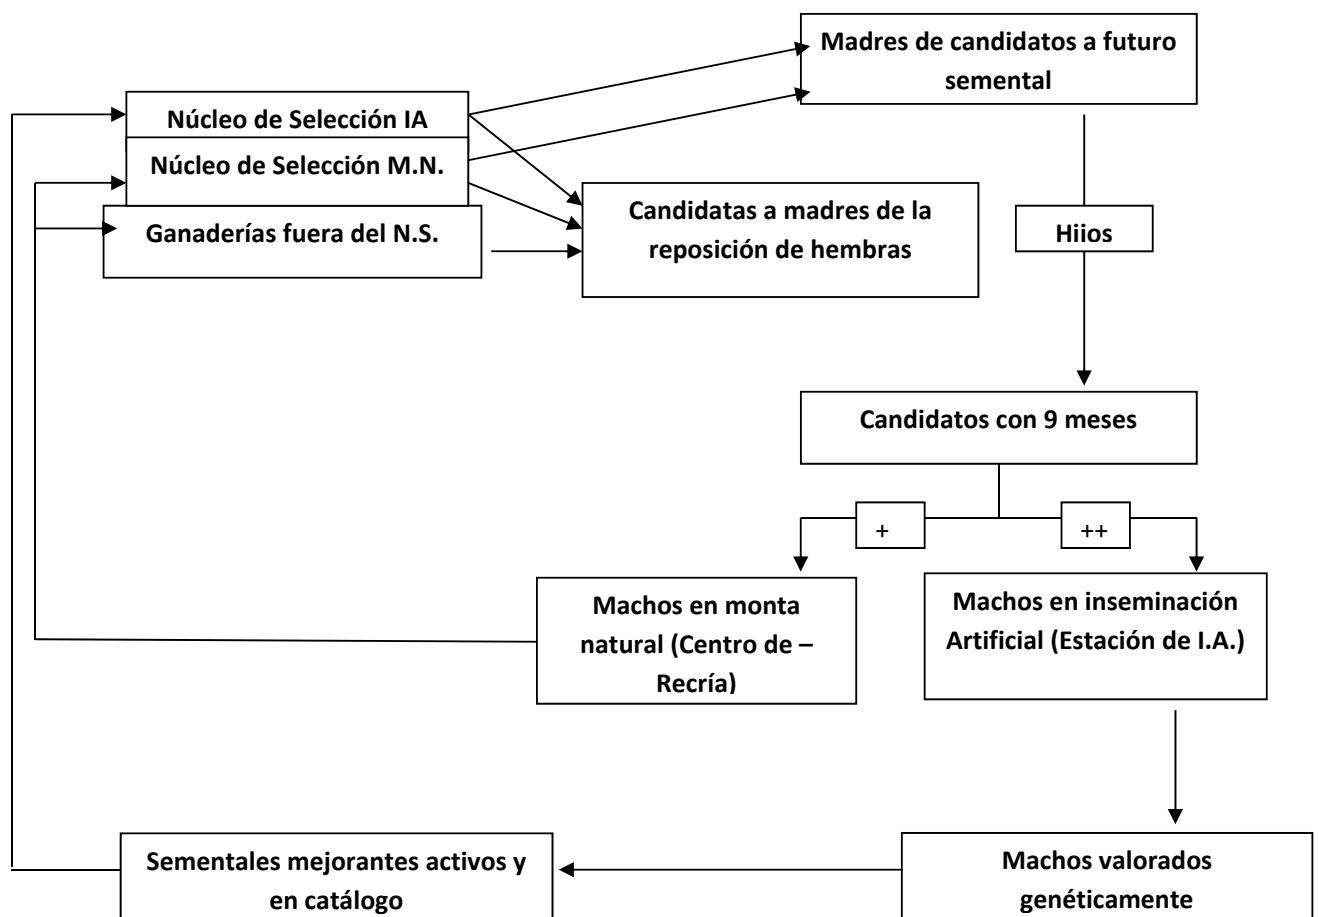 Madres de candidatos a futuro
semental
Núcleo de Selección IA
Núcleo de Selección M.N.
Ganaderías fuera del N.S.
Candidatas a madres de la
reposición de hembras
Hiios
Candidatos con 9 meses
+
++
Machos en monta
natural (Centro de –
Recría)
Machos en inseminación
Artificial (Estación de I.A.)
Sementales mejorantes activos y
en catálogo
Machos valorados
genéticamente